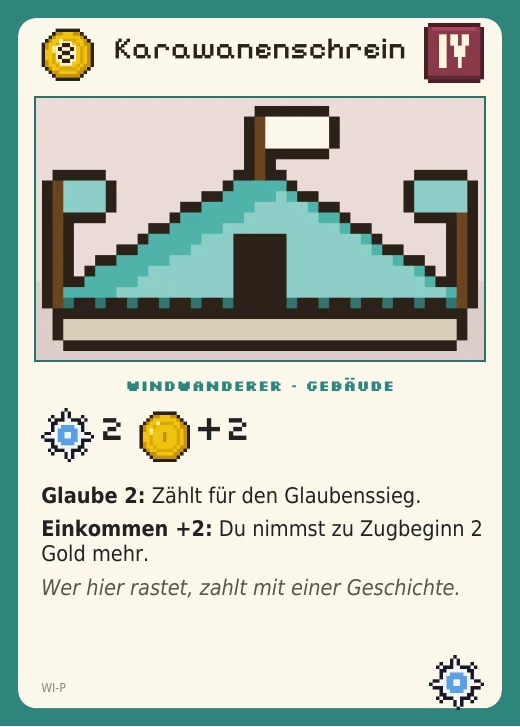 8 Karawanenschrein IV
WINDWANDERER - GEBÄUDE
2 +2
Glaube 2: Zählt für den Glaubenssieg.
Einkommen +2: Du nimmst zu Zugbeginn 2
Gold mehr.
Wer hier rastet, zahlt mit einer Geschichte.
WI-P